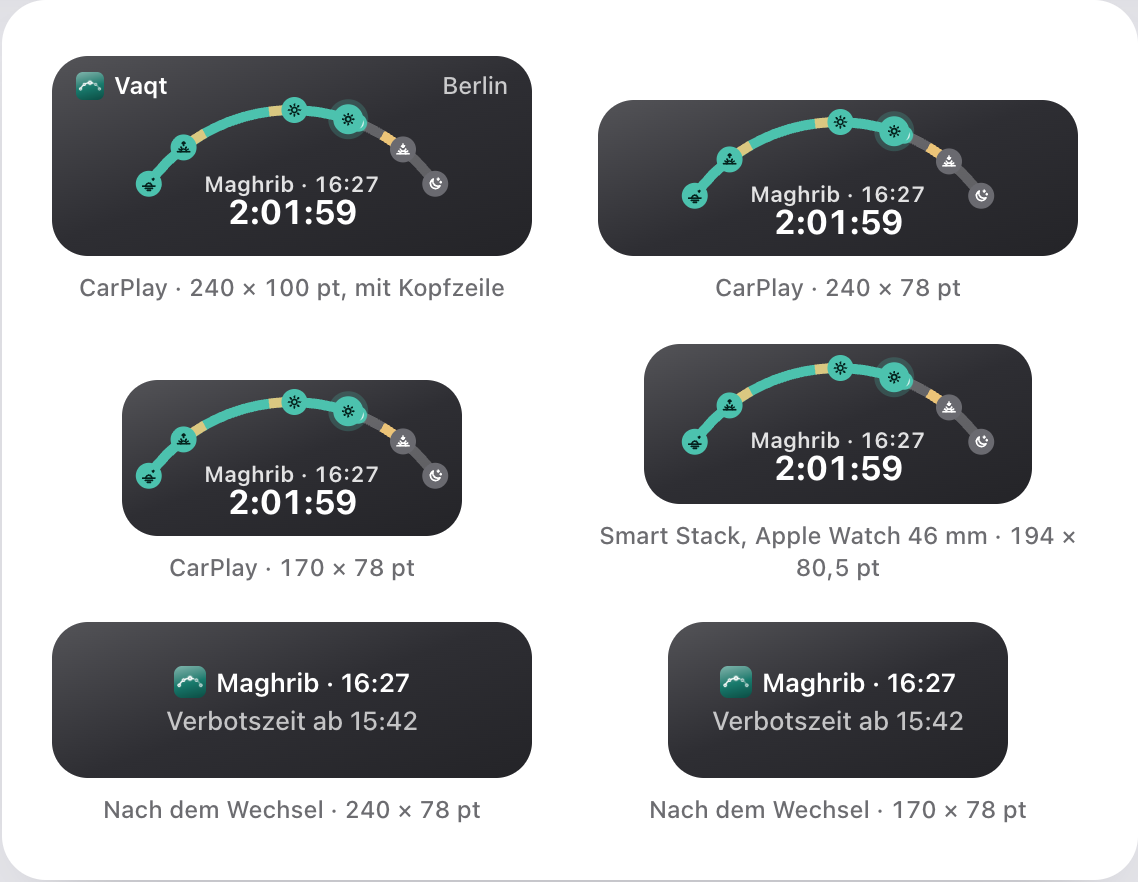 Vaqt
Berlin
Maghrib · 16:27
2:01:59
CarPlay · 240 × 100 pt, mit Kopfzeile
Maghrib · 16:27
2:01:59
CarPlay · 240 × 78 pt
Maghrib · 16:27
2:01:59
CarPlay · 170 × 78 pt
Maghrib · 16:27
2:01:59
Smart Stack, Apple Watch 46 mm · 194 ×
80,5 pt
Maghrib · 16:27
Verbotszeit ab 15:42
Nach dem Wechsel · 240 × 78 pt
Maghrib · 16:27
Verbotszeit ab 15:42
Nach dem Wechsel · 170 × 78 pt